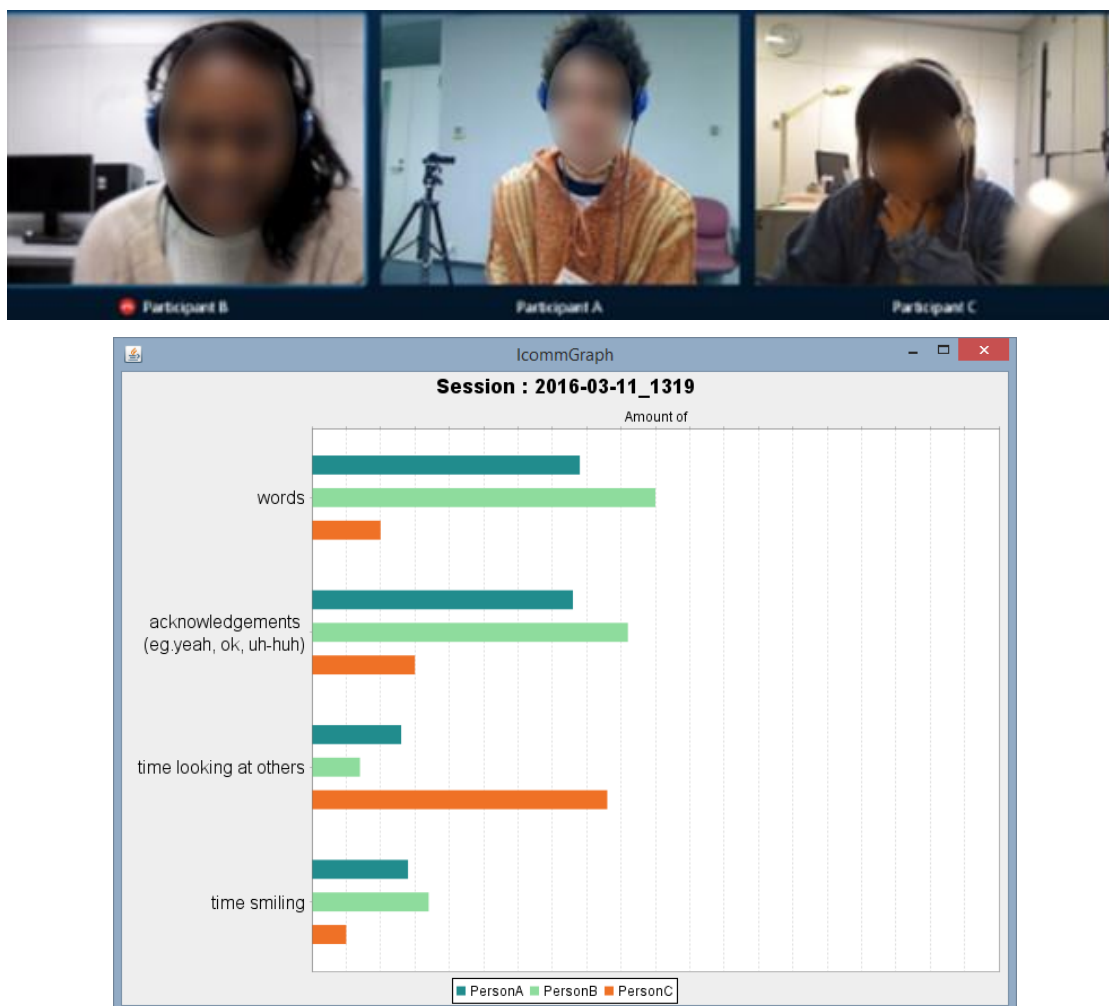 Participant B
Participant A
Participant C
IcommGraph
Session : 2016-03-11_1319
Amount of
words
acknowledgements
(eg.yeah, ok, uh-huh)
time looking at others
time smiling
PersonA PersonB PersonC